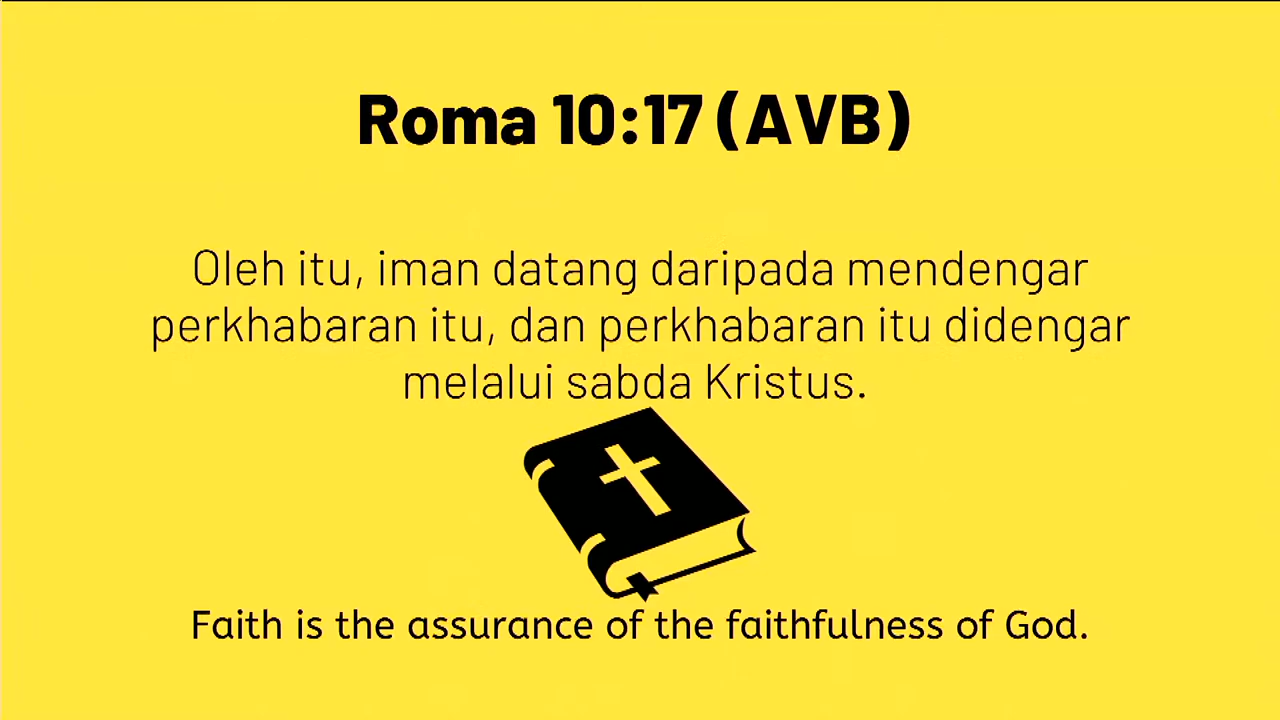 Roma 10:17 (AVB)
Oleh itu, iman datang daripada mendengar
perkhabaran itu, dan perkhabaran itu didengar
melalui sabda Kristus.
Faith is the assurance of the faithfulness of God.